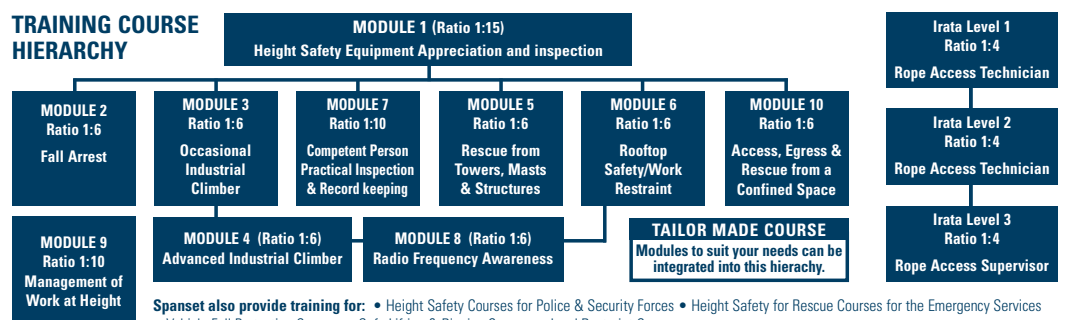 TRAINING COURSE
HIERARCHY
MODULE 1 (Ratio 1:15)
Height Safety Equipment Appreciation and inspection
MODULE 2
Ratio 1:6
Fall Arrest
MODULE 3
Ratio 1:6
Occasional
Industrial
Climber
MODULE 7
Ratio 1:10
Competent Person
Practical Inspection
& Record keeping
MODULE 5
Ratio 1:6
Rescue from
Towers, Masts
& Structures
MODULE 6
Ratio 1:6
Rooftop
Safety/Work
Restraint
MODULE 10
Ratio 1:6
Access, Egress &
Rescue from a
Confined Space
MODULE 9
Ratio 1:10
Management of
Work at Height
MODULE 4 (Ratio 1:6)
Advanced Industrial Climber
MODULE 8 (Ratio 1:6)
Radio Frequency Awareness
TAILOR MADE COURSE
Modules to suit your needs can be
integrated into this hierachy.
Irata Level 1
Ratio 1:4
Rope Access Technician
Irata Level 2
Ratio 1:4
Rope Access Technician
Irata Level 3
Ratio 1:4
Rope Access Supervisor
Spanset also provide training for: • Height Safety Courses for Police & Security Forces • Height Safety for Rescue Courses for the Emergency Services